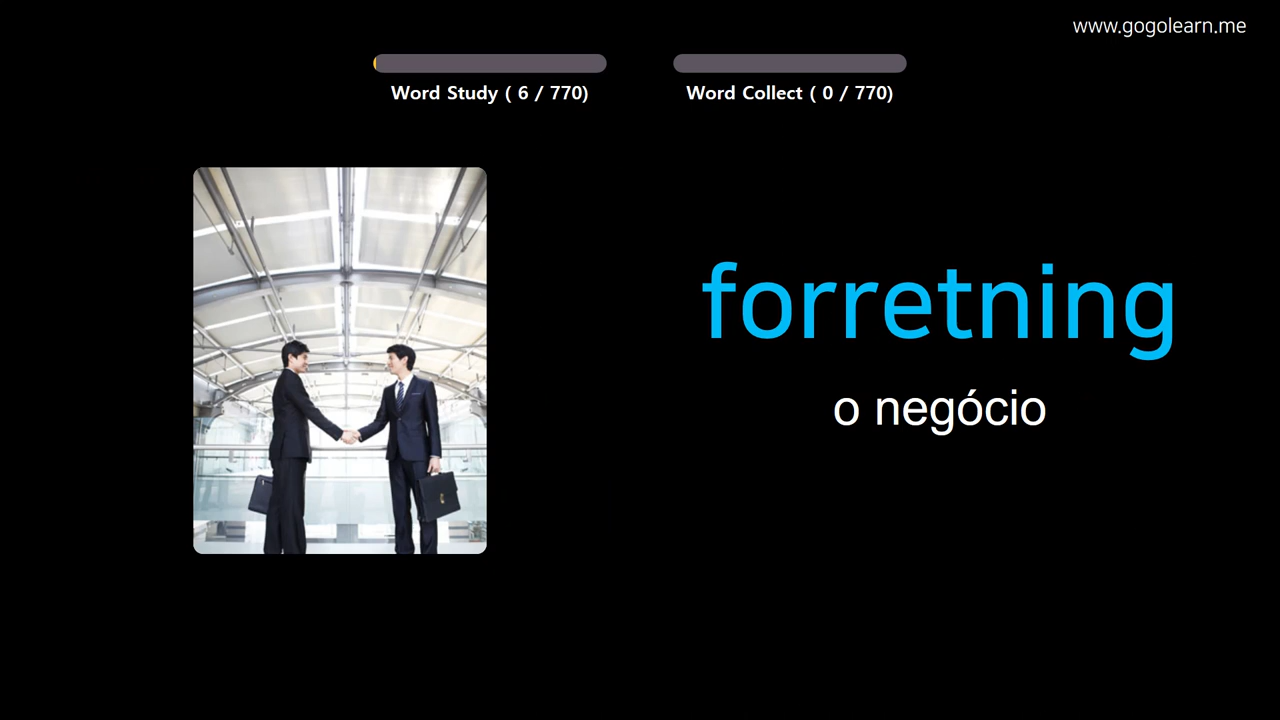 www.gogolearn.me
Word Study ( 6 / 770)
Word Collect ( 0 / 770)
forretning
o negócio